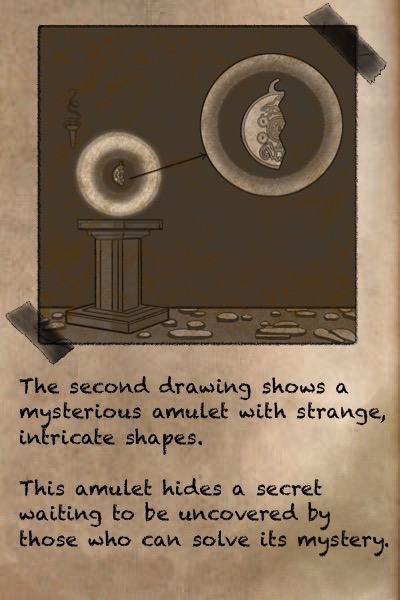 The second drawing shows a
mysterious amulet with strange,
intricate shapes.
This amulet hides a secret
waiting to be uncovered by
those who can solve its mystery.